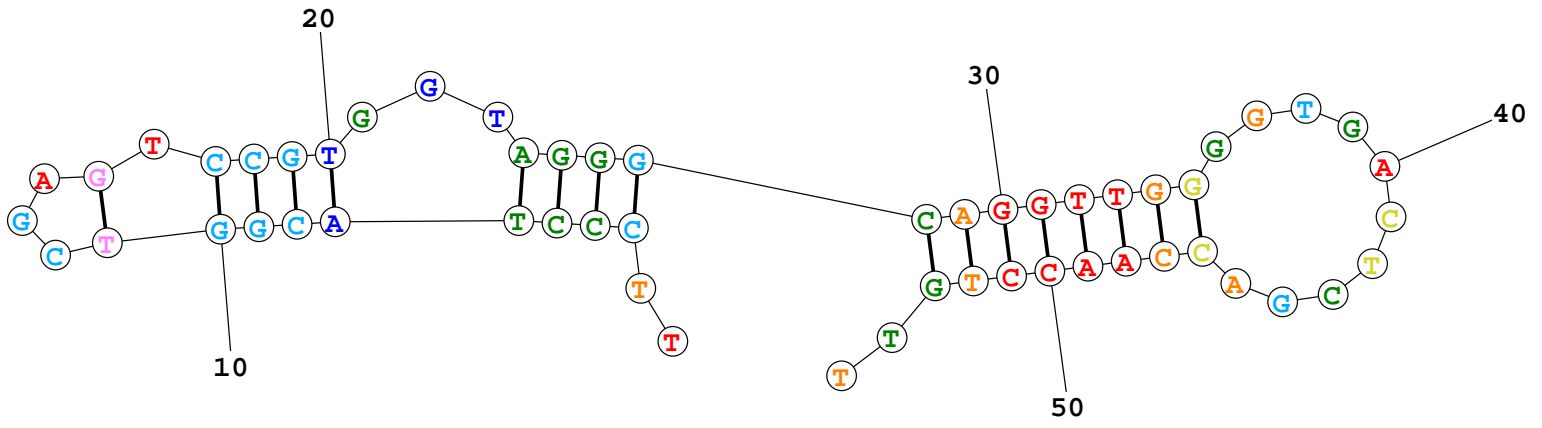 20
G
30
G T G
40
G T
T C C G T A G G G
A G
G
A
C A G G T T G G
G
C
C T G G C A T C C C
C
T
G T C C A A C
A
T
G C
T
T
T
10
50